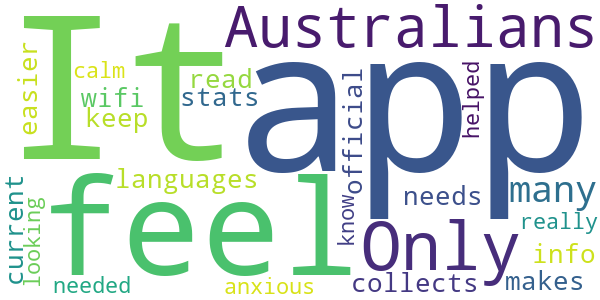 It
app
feel
Australians
Only
many
easier
calm
wifi
read
stats
keep
official
helped
languages
know
needs
current
looking
really
info
needed
anxious
collects
makes